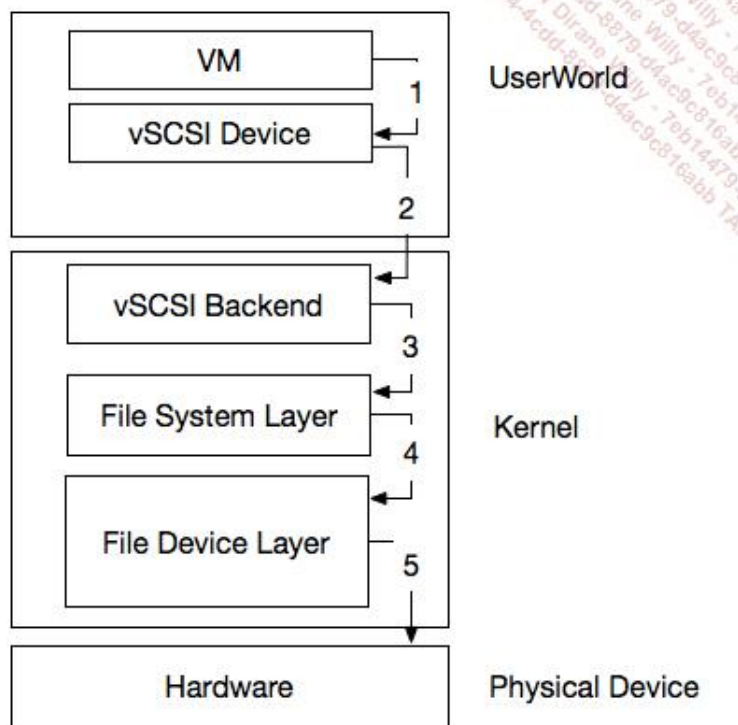 VM
1
UserWorld
vSCSI Device
2
vSCSI Backend
3
File System Layer
Kernel
4
File Device Layer
5
Hardware
Physical Device